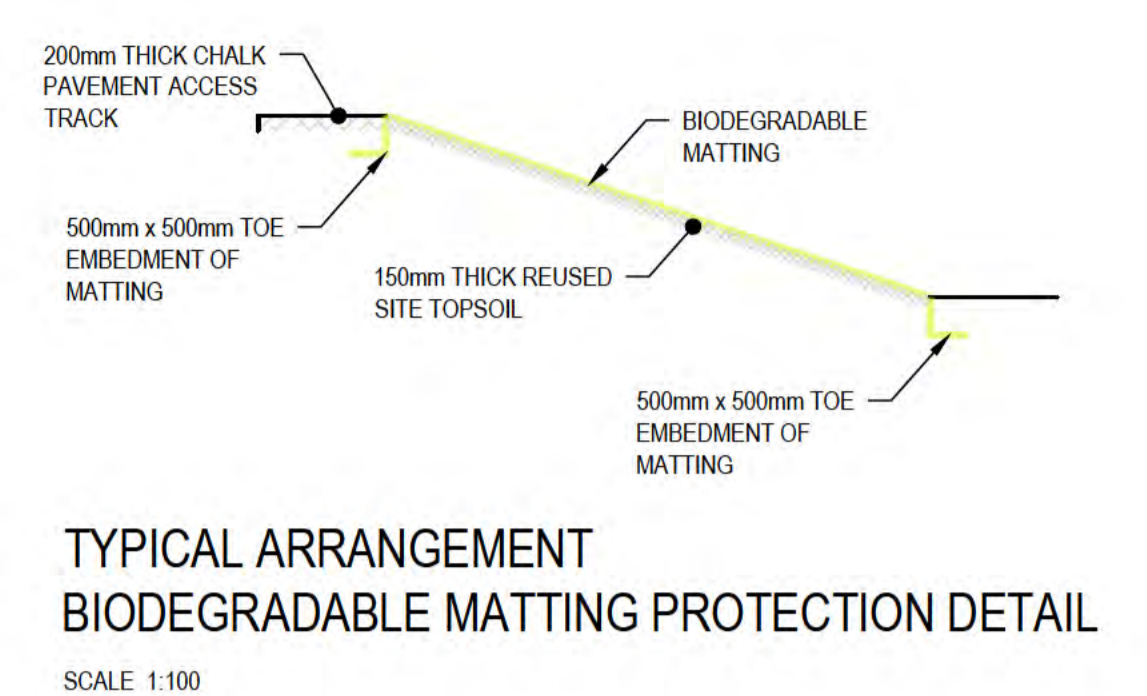 200mm THICK CHALK
PAVEMENT ACCESS
TRACK
BIODEGRADABLE
MATTING
500mm x 500mm TOE
EMBEDMENT OF
MATTING
150mm THICK REUSED
SITE TOPSOIL
500mm x 500mm TOE
EMBEDMENT OF
MATTING
TYPICAL ARRANGEMENT
BIODEGRADABLE MATTING PROTECTION DETAIL
SCALE 1:100